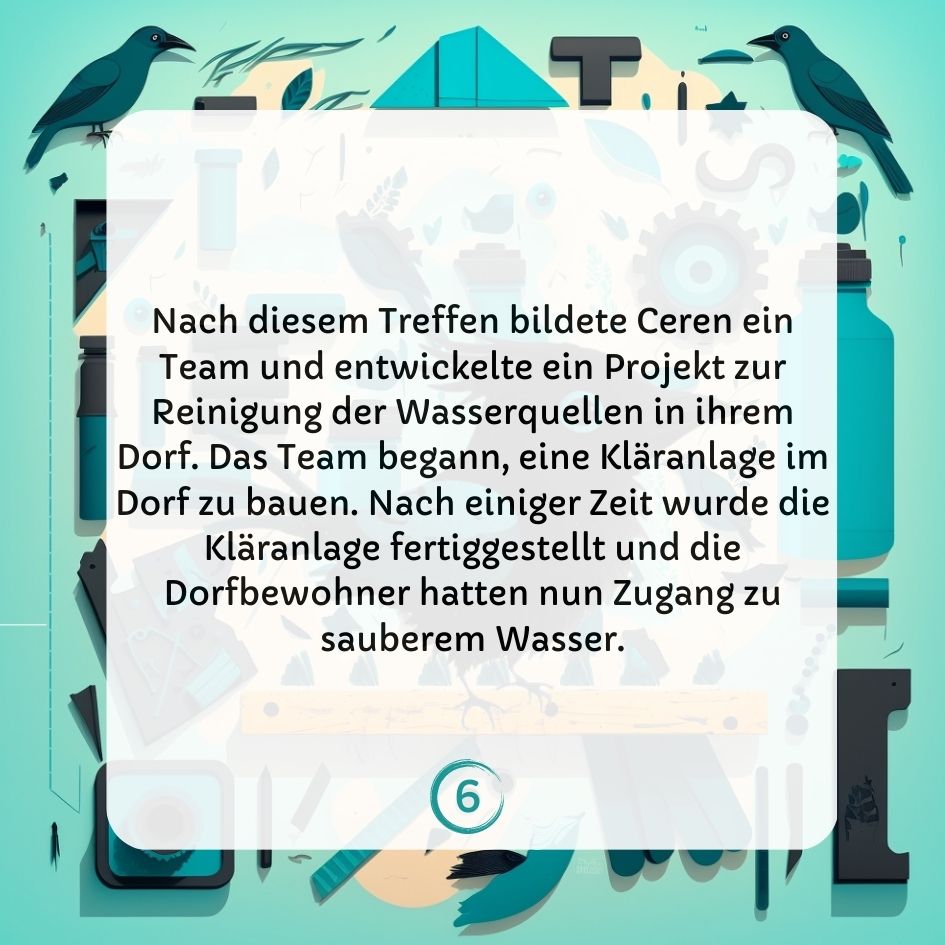 Nach diesem Treffen bildete Ceren ein
Team und entwickelte ein Projekt zur
Reinigung der Wasserquellen in ihrem
Dorf. Das Team begann, eine Kläranlage im
Dorf zu bauen. Nach einiger Zeit wurde die
Kläranlage fertiggestellt und die
Dorfbewohner hatten nun Zugang zu
sauberem Wasser.
6